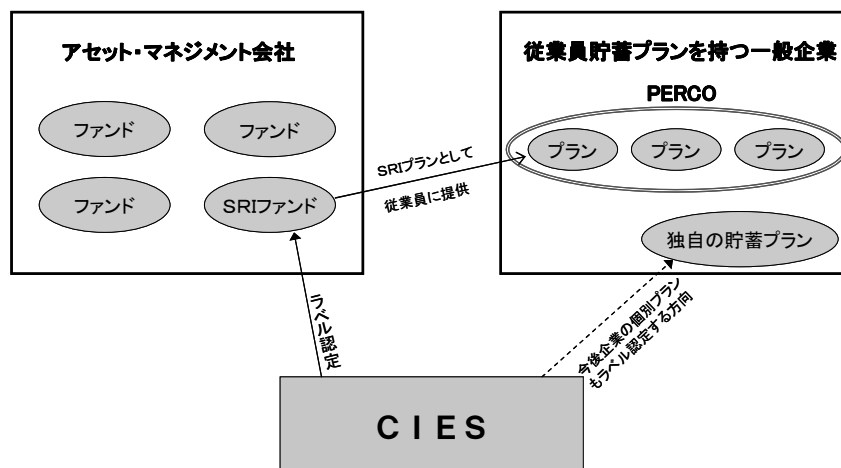 アセット・マネジメント会社
ファンド
ファンド
ファンド
SRIファンド
SRIプランとして
従業員に提供
従業員貯蓄プランを持つ一般企業
PERCO
プラン
プラン
プラン
独自の貯蓄プラン
ラベル認定
今後企業の個別プラン
もラベル認定する方向
CIES